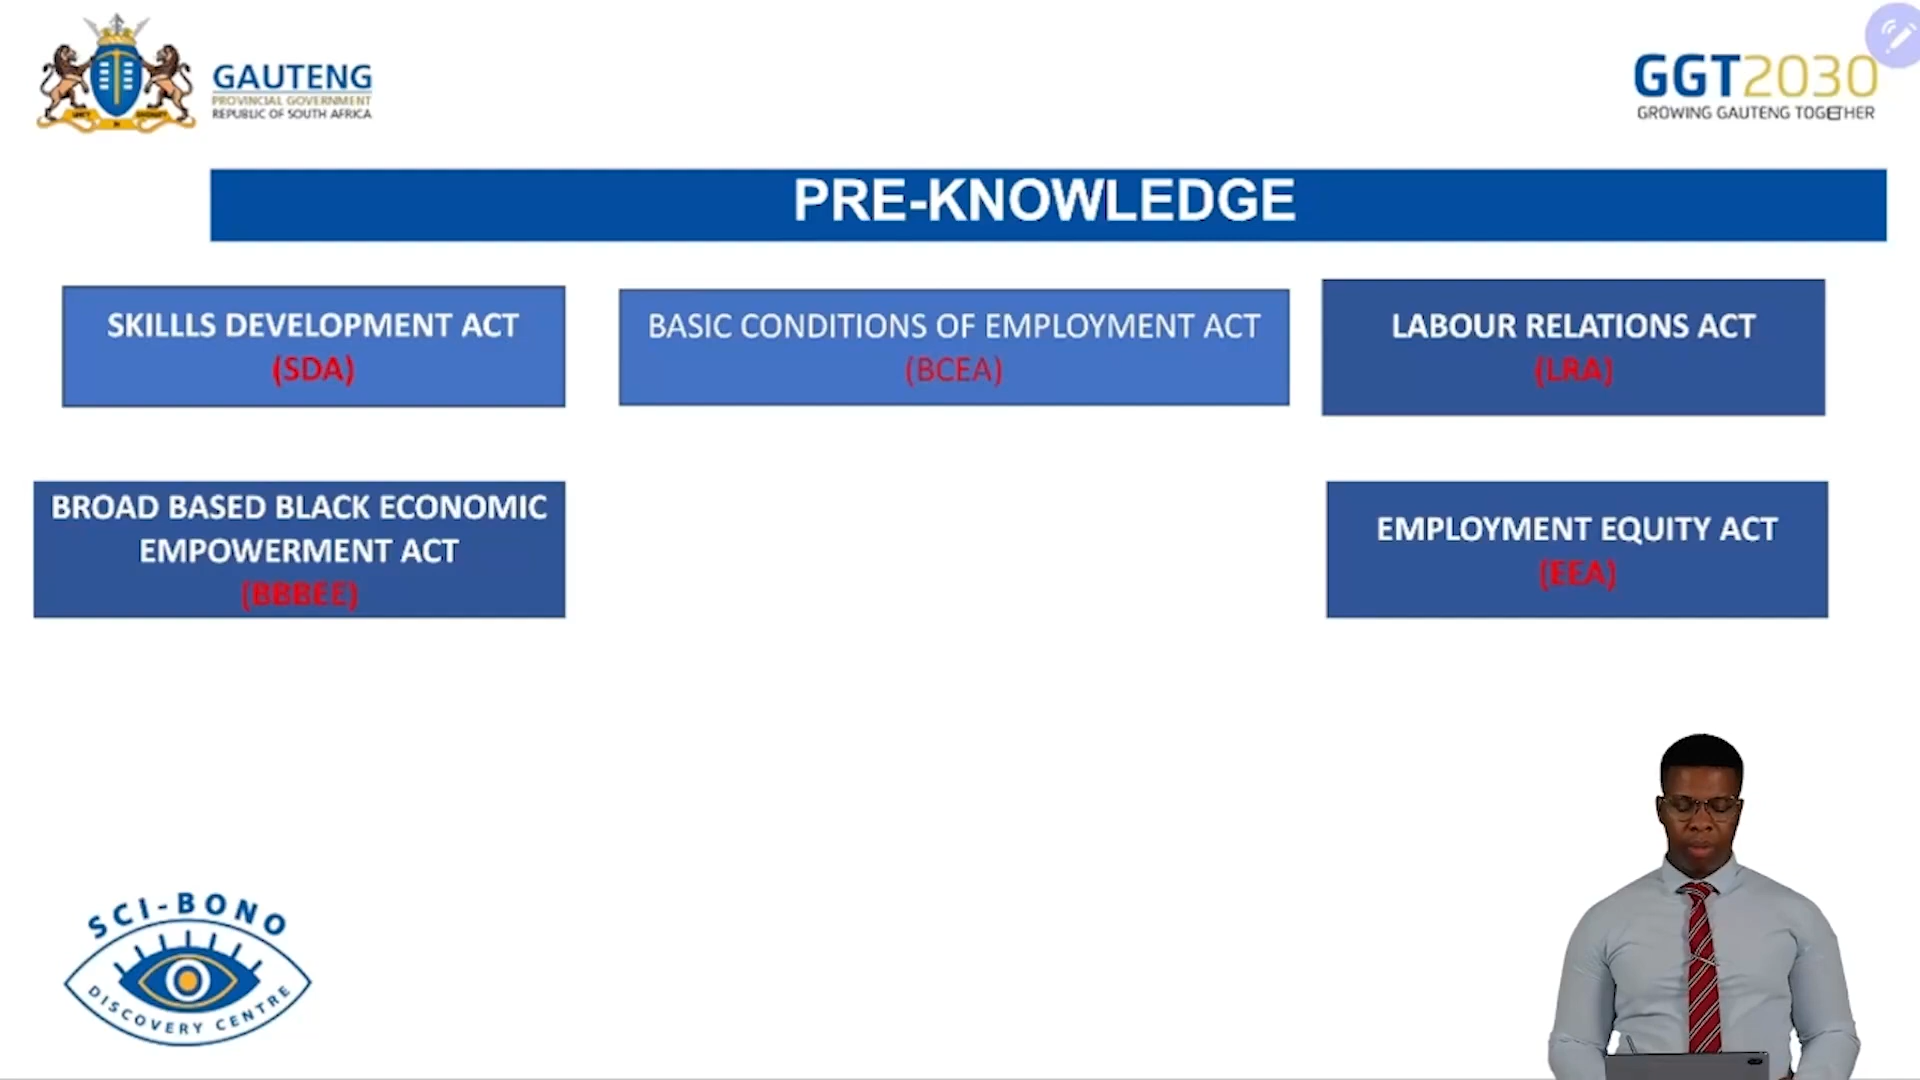 GAUTENG
PROVINCIAL GOVERNMENT
REPUBLIC OF SOUTH AFRICA
GGT2030
GROWING GAUTENG TOGETHER
PRE-KNOWLEDGE
SKILLLS DEVELOPMENT ACT
(SDA)
BASIC CONDITIONS OF EMPLOYMENT ACT
(BCEA)
LABOUR RELATIONS ACT
(LRA)
BROAD BASED BLACK ECONOMIC
EMPOWERMENT ACT
(BBBEE)
EMPLOYMENT EQUITY ACT
(EEA)
SCI-BONO
DISCOVERY CENTRE